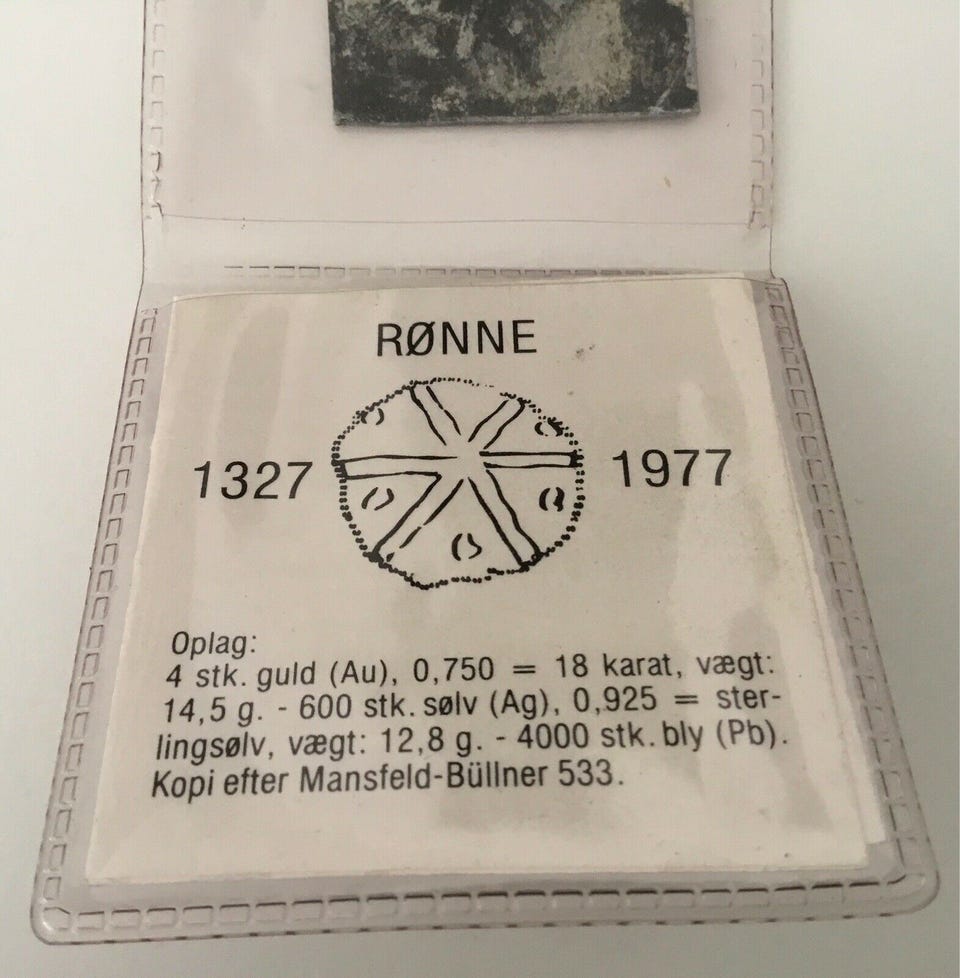 RØNNE
1327 1977
Oplag:
4 stk. guld (Au), 0,750 = 18 karat, vægt:
14,5 g. - 600 stk. sølv (Ag), 0,925 = ster-
lingsølv, vægt: 12,8 g. - 4000 stk. bly (Pb).
Kopi efter Mansfeld-Büllner 533.